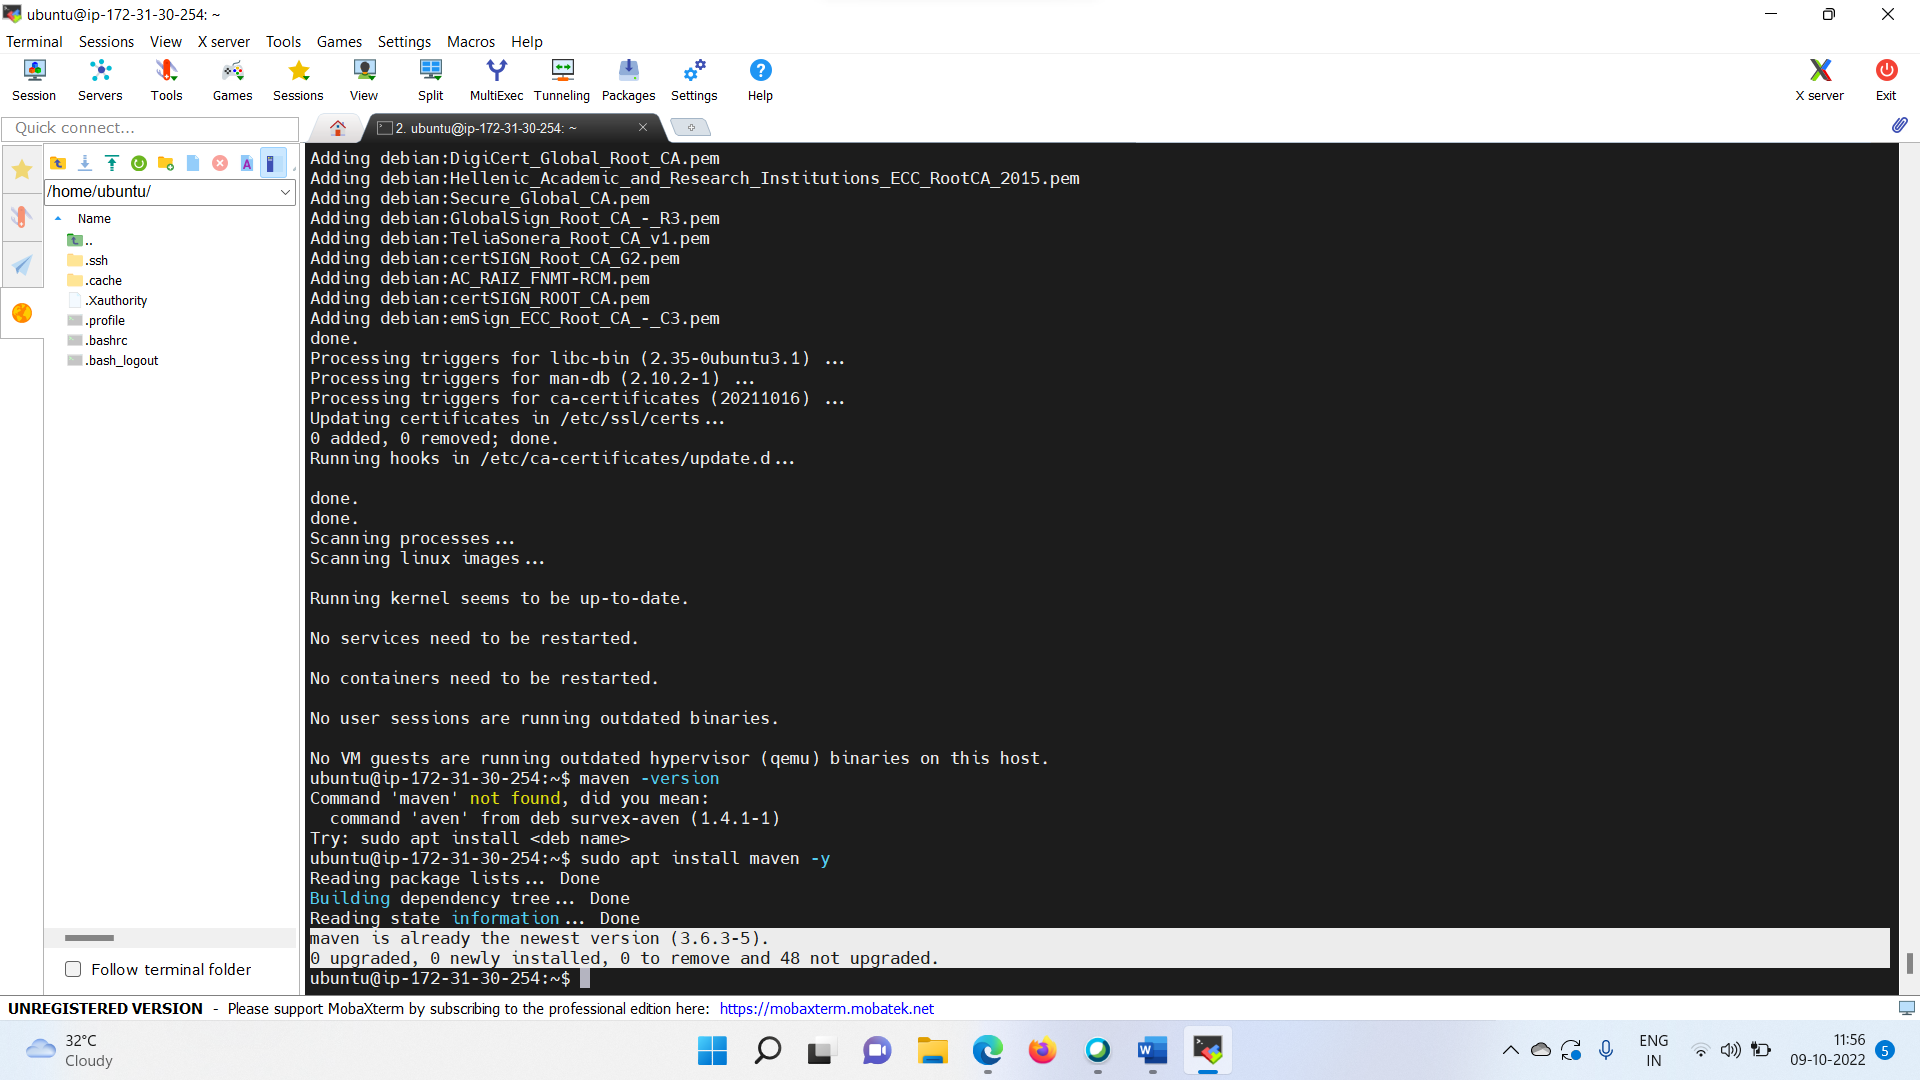 ubuntu@ip-172-31-30-254: ~
Terminal Sessions View X server Tools Games Settings Macros Help
Session Servers Tools Games Sessions View Split MultiExec Tunneling Packages Settings Help X server Exit
Quick connect...
2. ubuntu@ip-172-31-30-254: ~
/home/ubuntu/
Name
..
.ssh
.cache
.Xauthority
.profile
.bashrc
.bash_logout
Follow terminal folder
Adding debian:DigiCert_Global_Root_CA.pem
Adding debian:Hellenic_Academic_and_Research_Institutions_ECC_RootCA_2015.pem
Adding debian:Secure_Global_CA.pem
Adding debian:GlobalSign_Root_CA_-_R3.pem
Adding debian:TeliaSonera_Root_CA_v1.pem
Adding debian:certSIGN_Root_CA_G2.pem
Adding debian:AC_RAIZ_FNMT-RCM.pem
Adding debian:certSIGN_ROOT_CA.pem
Adding debian:emSign_ECC_Root_CA_-_C3.pem
done.
Processing triggers for libc-bin (2.35-0ubuntu3.1) ...
Processing triggers for man-db (2.10.2-1) ...
Processing triggers for ca-certificates (20211016) ...
Updating certificates in /etc/ssl/certs...
0 added, 0 removed; done.
Running hooks in /etc/ca-certificates/update.d...
done.
done.
Scanning processes...
Scanning linux images...
Running kernel seems to be up-to-date.
No services need to be restarted.
No containers need to be restarted.
No user sessions are running outdated binaries.
No VM guests are running outdated hypervisor (qemu) binaries on this host.
ubuntu@ip-172-31-30-254:~$ maven -version
Command 'maven' not found, did you mean:
command 'aven' from deb survex-aven (1.4.1-1)
Try: sudo apt install <deb name>
ubuntu@ip-172-31-30-254:~$ sudo apt install maven -y
Reading package lists... Done
Building dependency tree... Done
Reading state information... Done
maven is already the newest version (3.6.3-5).
0 upgraded, 0 newly installed, 0 to remove and 48 not upgraded.
ubuntu@ip-172-31-30-254:~$
UNREGISTERED VERSION - Please support MobaXterm by subscribing to the professional edition here: https://mobaxterm.mobatek.net
32°C
Cloudy
ENG
IN
11:56
09-10-2022
5